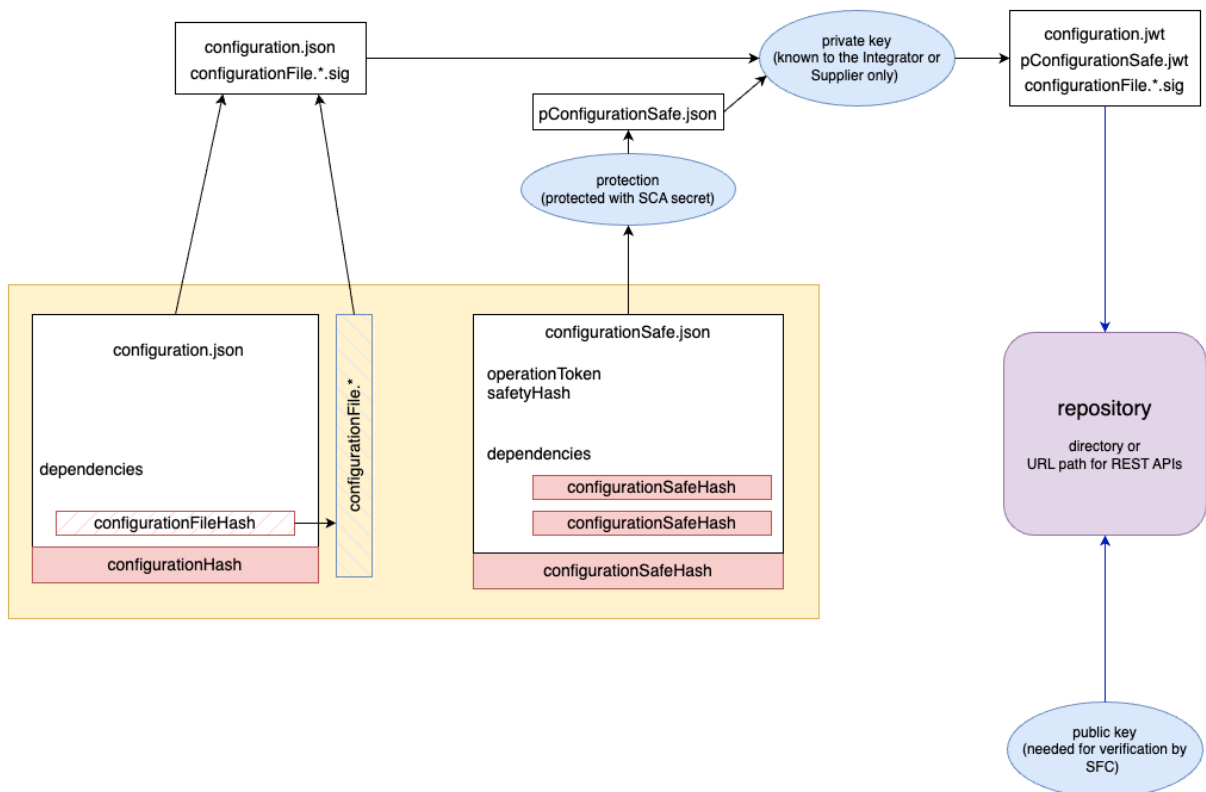 configuration.json
configurationFile.*.sig
private key
(known to the Integrator or
Supplier only)
configuration.jwt
pConfigurationSafe.jwt
configurationFile.*.sig
pConfigurationSafe.json
protection
(protected with SCA secret)
configuration.json
dependencies
configurationFileHash
configurationHash
configurationFile.*
configurationSafe.json
operationToken
safetyHash
dependencies
configurationSafeHash
configurationSafeHash
configurationSafeHash
repository
directory or
URL path for REST APIs
public key
(needed for verification by
SFC)